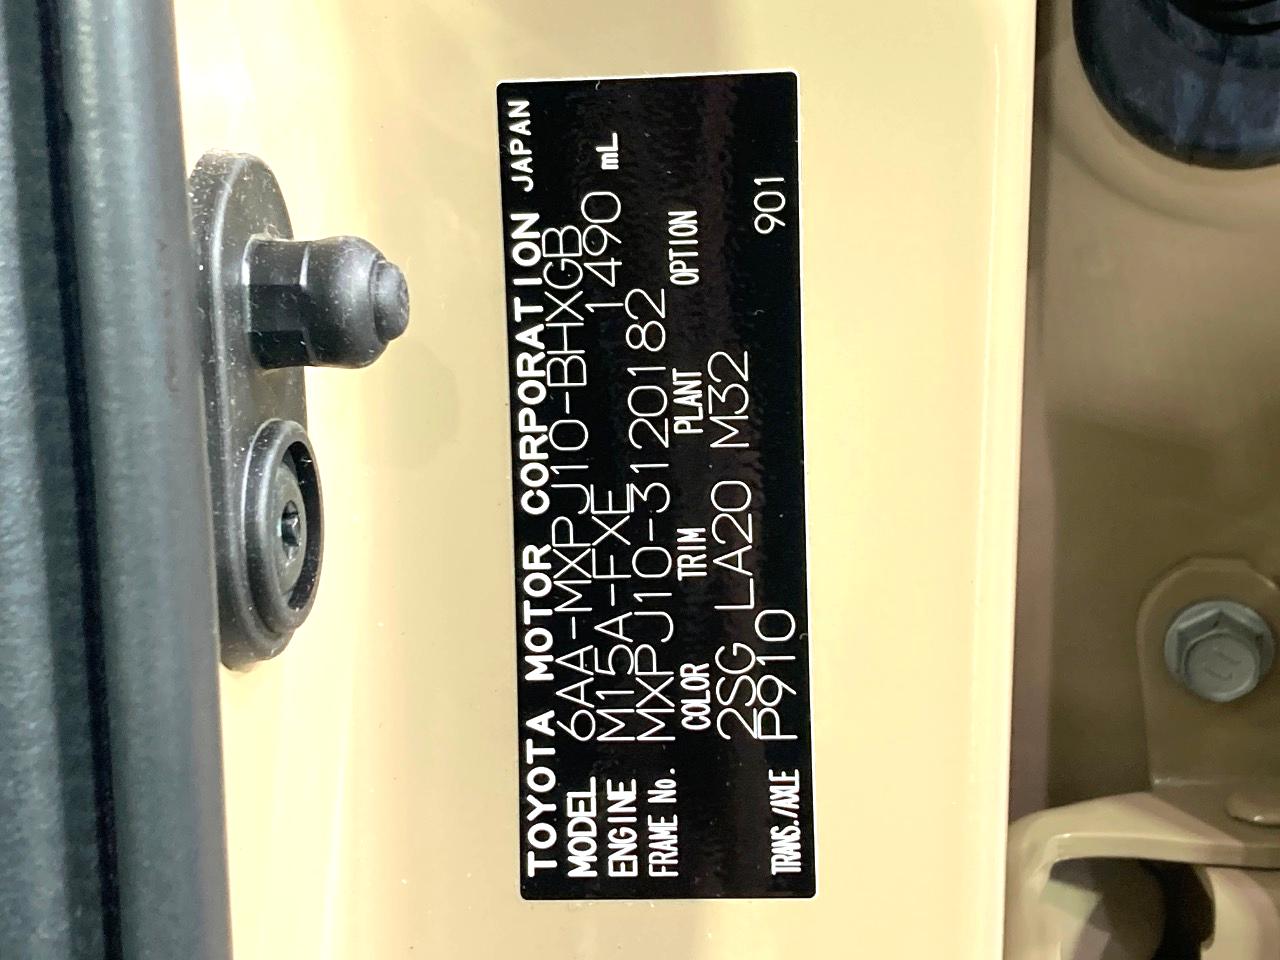 TOYOTA MOTOR CORPORATION JAPAN
MODEL 6AA-MXPJ10-BHXGB
ENGINE M15A-FXE 1490 mL
FRAME No. MXPJ10-3120182
COLOR TRIM PLANT OPTION
2SG LA20 M32
TRANS./AXLE P910 901